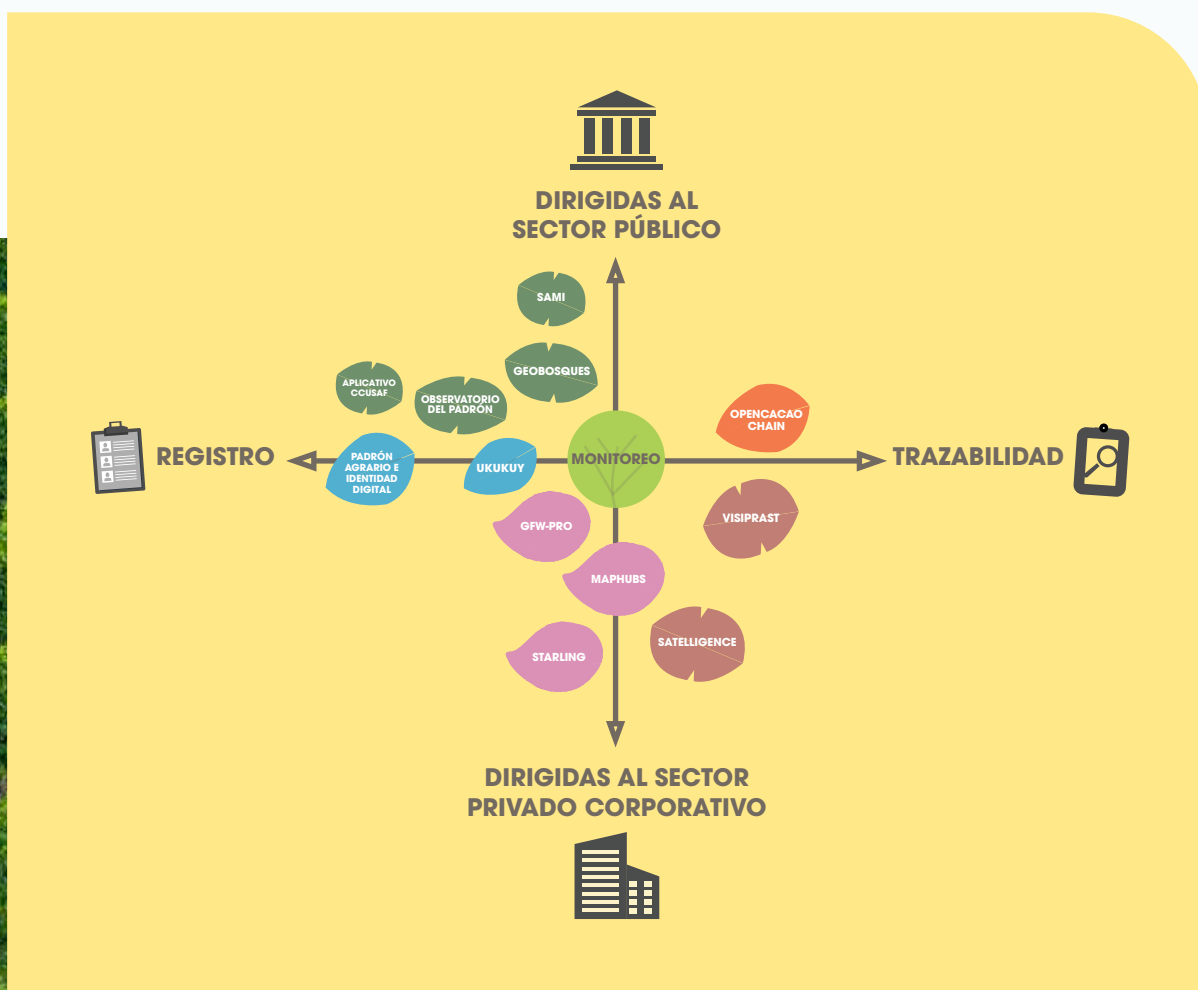 DIRIGIDAS AL
SECTOR PÚBLICO
SAMI
GEOBOSQUES
APLICATIVO
CCUSAF
OBSERVATORIO
DEL PADRÓN
OPENCACAO
CHAIN
REGISTRO
PADRÓN
AGRARIO E
IDENTIDAD
DIGITAL
UKUKUY
MONITOREO
TRAZABILIDAD
GFW-PRO
VISIPRAST
MAPHUBS
STARLING
SATELLIGENCE
DIRIGIDAS AL SECTOR
PRIVADO CORPORATIVO